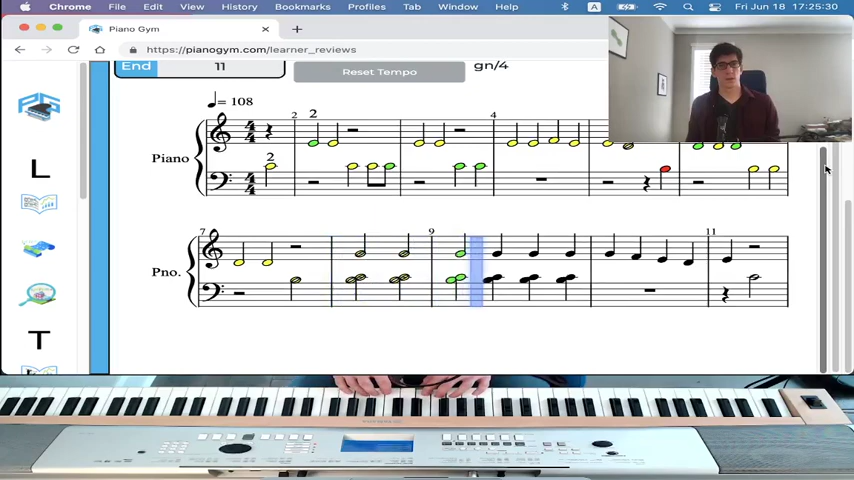 Chrome File Edit View History Bookmarks Profiles Tab Window Help A Fri Jun 18 17:25:30
Piano Gym
https://pianogym.com/learner_reviews
End 11
Reset Tempo
gn/4
PG
= 108
2 2 4
Piano 2
L
7 9 11
Pno.
T